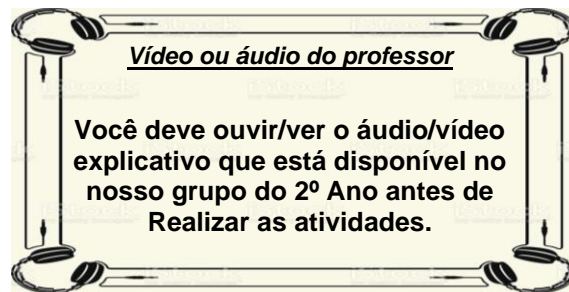 Vídeo ou áudio do professor
Você deve ouvir/ver o áudio/vídeo
explicativo que está disponível no
nosso grupo do 2º Ano antes de
Realizar as atividades.